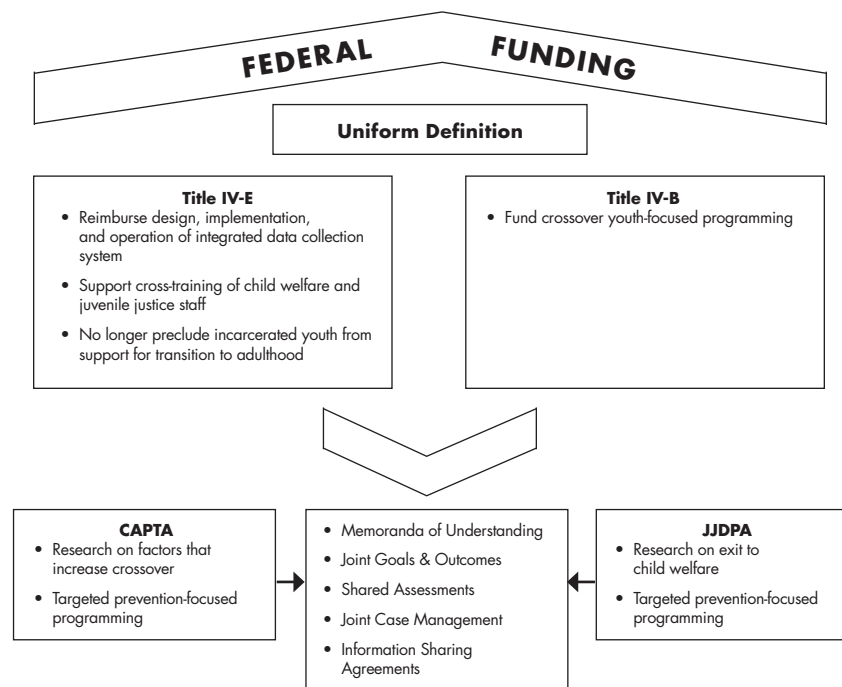 FEDERAL FUNDING
Uniform Definition
Title IV-E
• Reimburse design, implementation,
and operation of integrated data collection
system
• Support cross-training of child welfare and
juvenile justice staff
• No longer preclude incarcerated youth from
support for transition to adulthood
Title IV-B
• Fund crossover youth-focused programming
CAPTA
• Research on factors that
increase crossover
• Targeted prevention-focused
programming
• Memoranda of Understanding
• Joint Goals & Outcomes
• Shared Assessments
• Joint Case Management
• Information Sharing
Agreements
JJDPA
• Research on exit to
child welfare
• Targeted prevention-focused
programming